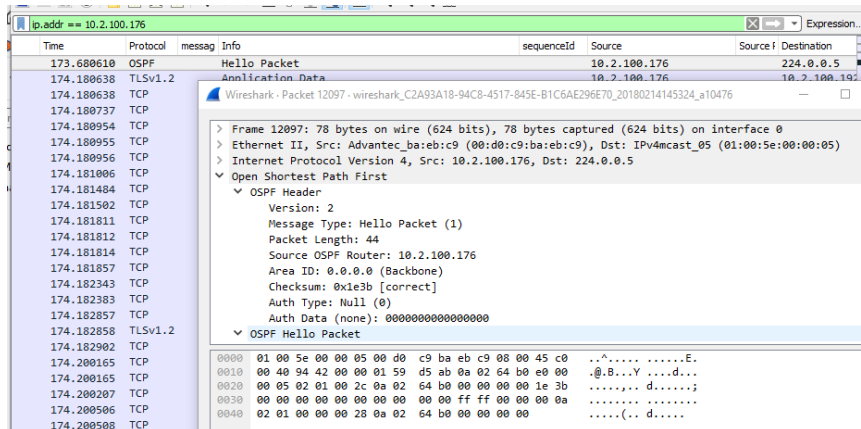 ip.addr == 10.2.100.176 Expression...
Time Protocol messag Info sequenceId Source Source F Destination
173.680610 OSPF Hello Packet 10.2.100.176 224.0.0.5
174.180638 TLSv1.2 Application Data 10.2.100.176 10.2.100.192
174.180638 TCP
174.180737 TCP
174.180954 TCP
174.180955 TCP
174.180956 TCP
174.181006 TCP
174.181484 TCP
174.181502 TCP
174.181811 TCP
174.181812 TCP
174.181814 TCP
174.181857 TCP
174.182343 TCP
174.182383 TCP
174.182857 TCP
174.182858 TLSv1.2
174.182902 TCP
174.200165 TCP
174.200165 TCP
174.200207 TCP
174.200506 TCP
174.200508 TCP
Wireshark · Packet 12097 · wireshark_C2A93A18-94C8-4517-845E-B1C6AE296E70_20180214145324_a10476
> Frame 12097: 78 bytes on wire (624 bits), 78 bytes captured (624 bits) on interface 0
> Ethernet II, Src: Advantec_ba:eb:c9 (00:d0:c9:ba:eb:c9), Dst: IPv4mcast_05 (01:00:5e:00:00:05)
> Internet Protocol Version 4, Src: 10.2.100.176, Dst: 224.0.0.5
Open Shortest Path First
OSPF Header
Version: 2
Message Type: Hello Packet (1)
Packet Length: 44
Source OSPF Router: 10.2.100.176
Area ID: 0.0.0.0 (Backbone)
Checksum: 0x1e3b [correct]
Auth Type: Null (0)
Auth Data (none): 0000000000000000
OSPF Hello Packet
0000 01 00 5e 00 00 05 00 d0 c9 ba eb c9 08 00 45 c0 ..^..... ......E.
0010 00 40 94 42 00 00 01 59 d5 ab 0a 02 64 b0 e0 00 .@.B...Y ....d...
0020 00 05 02 01 00 2c 0a 02 64 b0 00 00 00 00 1e 3b .....,.. d......;
0030 00 00 00 00 00 00 00 00 00 00 ff ff 00 00 00 0a ........ ........
0040 02 01 00 00 00 28 0a 02 64 b0 00 00 00 00 .....(.. d.....